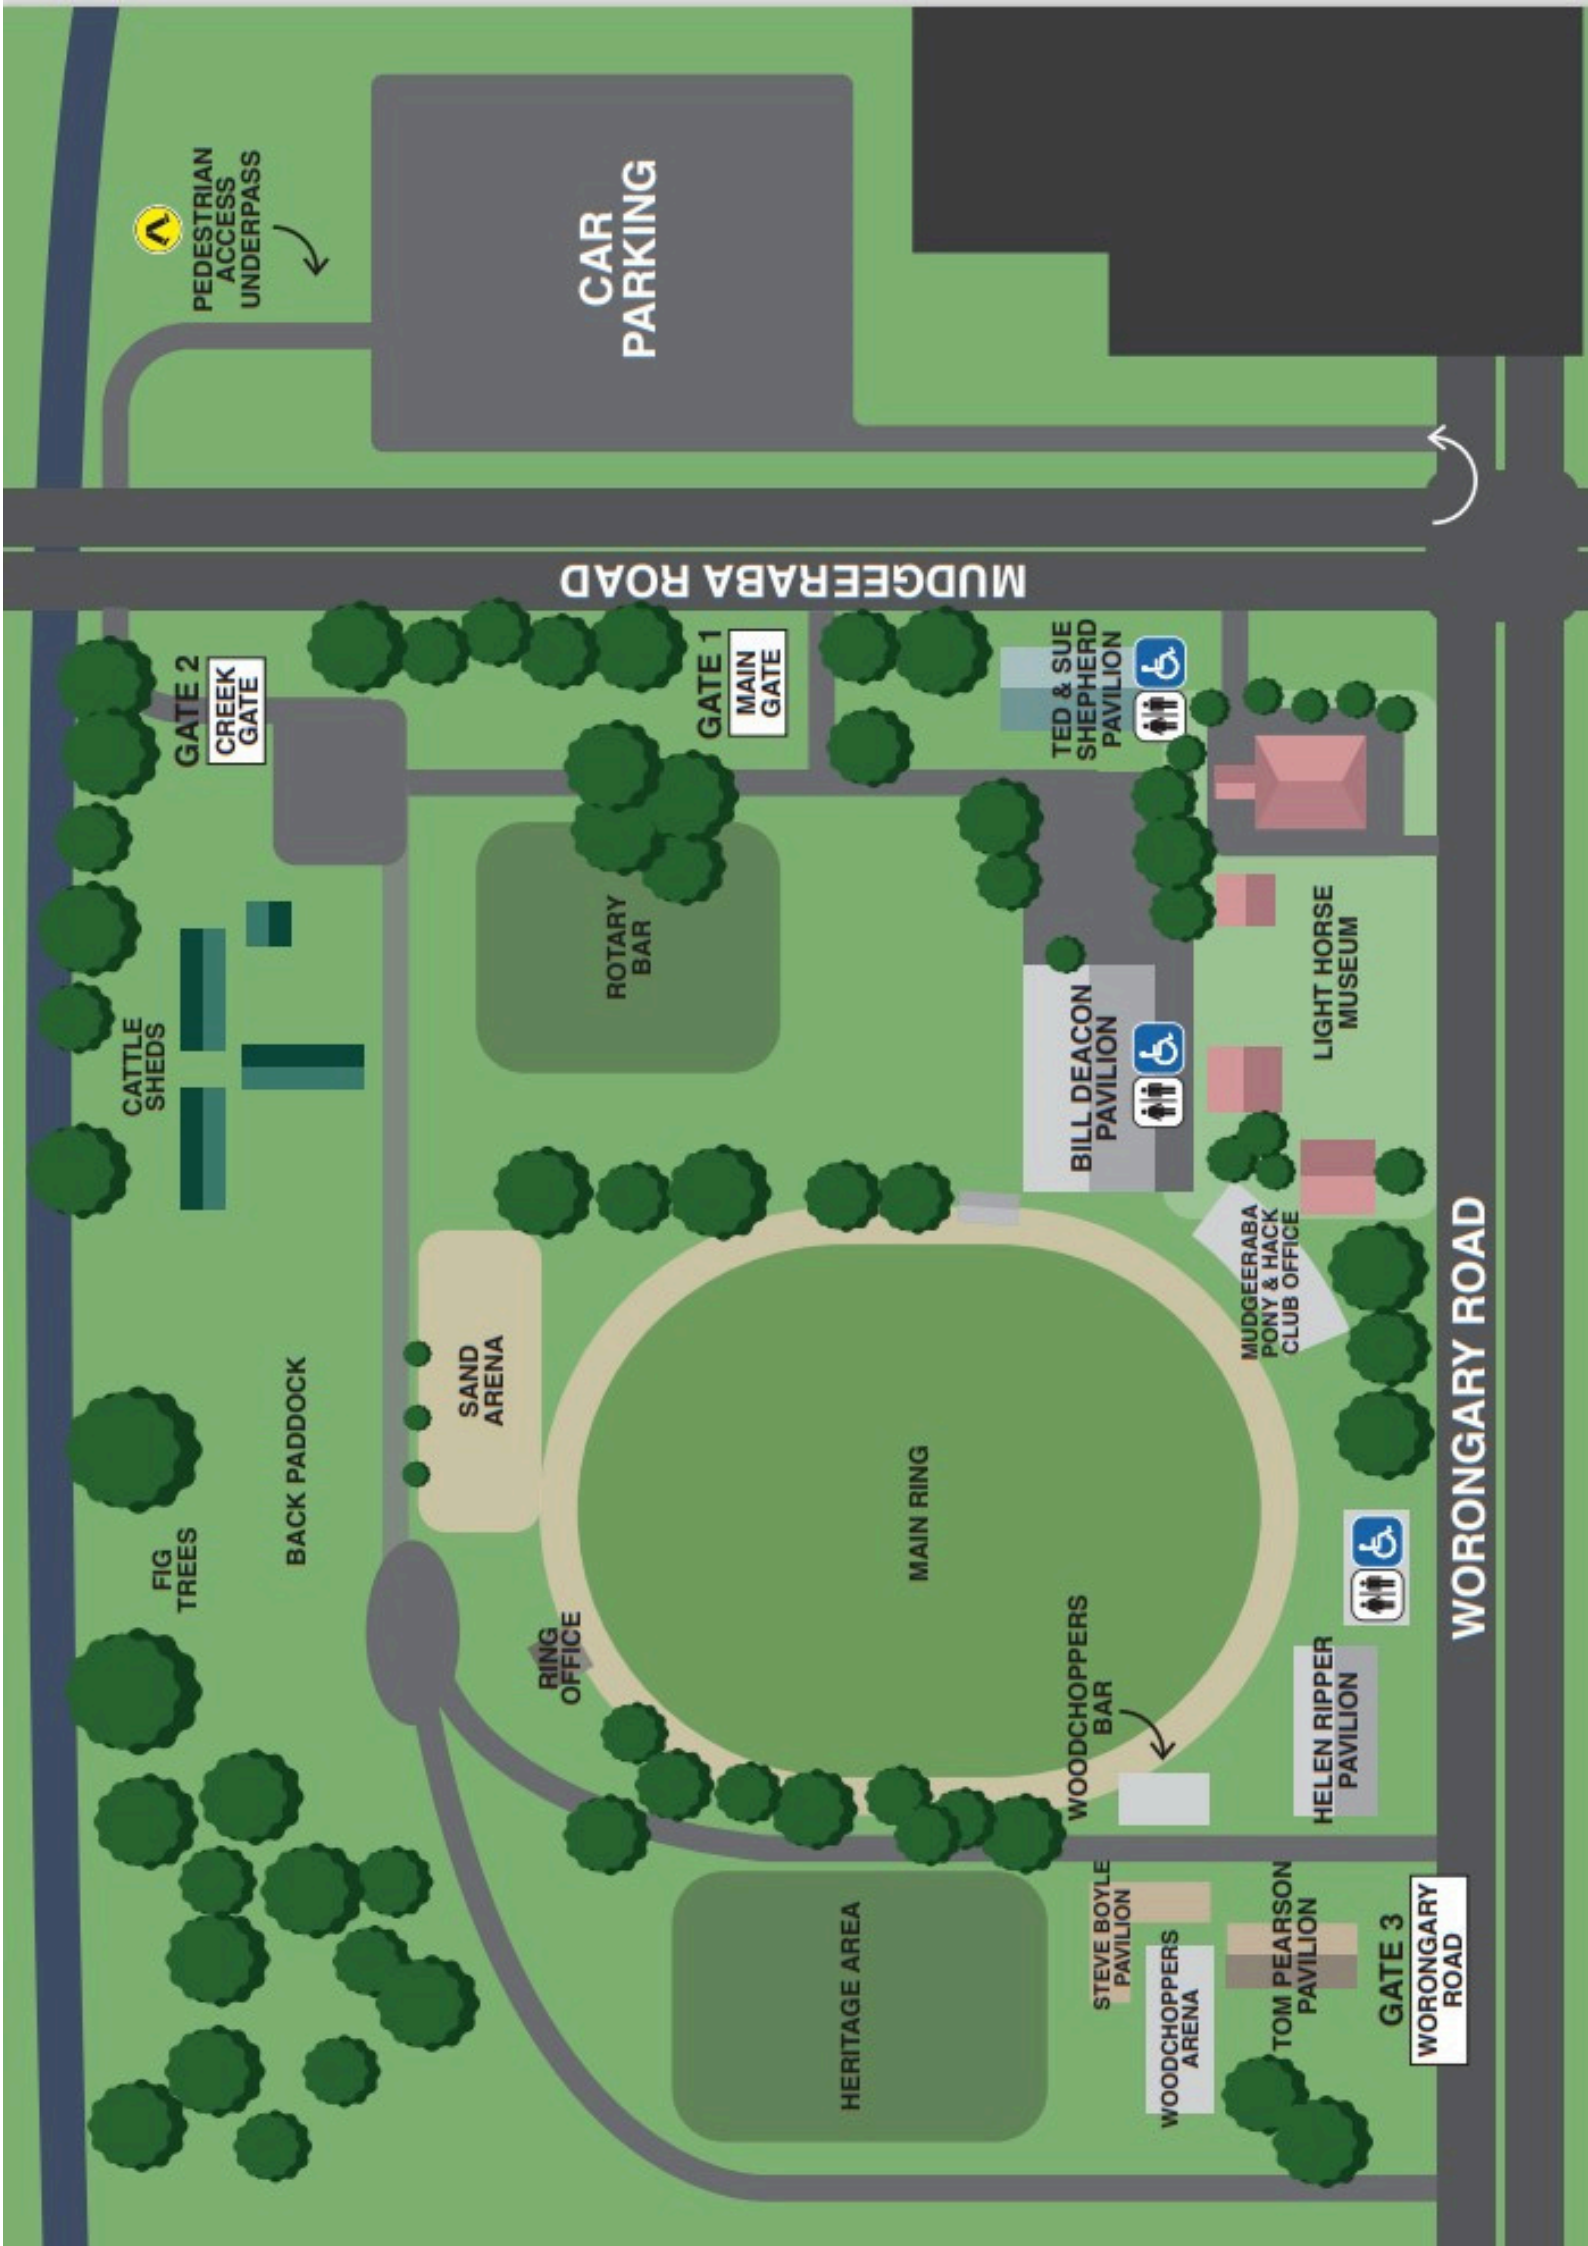 PEDESTRIAN
ACCESS
UNDERPASS
CAR
PARKING
MUDGEERABA ROAD
GATE 2
CREEK
GATE
GATE 1
MAIN
GATE
TED & SUE
SHEPHERD
PAVILION
CATTLE
SHEDS
ROTARY
BAR
BILL DEACON
PAVILION
LIGHT HORSE
MUSEUM
BACK PADDOCK
SAND
ARENA
MUDGEERABA
PONY & HACK
CLUB OFFICE
WORONGARY ROAD
FIG
TREES
MAIN RING
RING
OFFICE
WOODCHOPPERS
BAR
HELEN RIPPER
PAVILION
HERITAGE AREA
STEVE BOYLE
PAVILION
WOODCHOPPERS
ARENA
TOM PEARSON
PAVILION
GATE 3
WORONGARY
ROAD